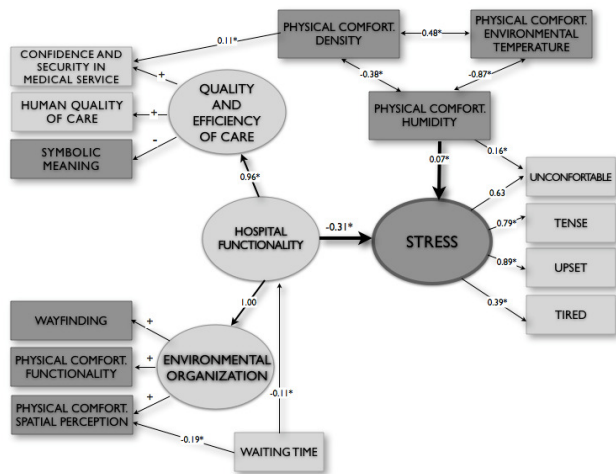 PHYSICAL COMFORT.
DENSITY
PHYSICAL COMFORT.
ENVIRONMENTAL
TEMPERATURE
0.11*
0.48*
CONFIDENCE AND
SECURITY IN
MEDICAL SERVICE
+
-0.38*
-0.87*
QUALITY
AND
EFFICIENCY
OF CARE
HUMAN QUALITY
OF CARE
+
PHYSICAL COMFORT.
HUMIDITY
SYMBOLIC
MEANING
-
0.16*
0.07*
UNCONFORTABLE
0.96*
0.63
HOSPITAL
FUNCTIONALITY
-0.31*
STRESS
0.79*
TENSE
0.89*
UPSET
0.39*
TIRED
1.00
WAYFINDING
+
PHYSICAL COMFORT.
FUNCTIONALITY
+
ENVIRONMENTAL
ORGANIZATION
PHYSICAL COMFORT.
SPATIAL PERCEPTION
+
-0.11*
-0.19*
WAITING TIME